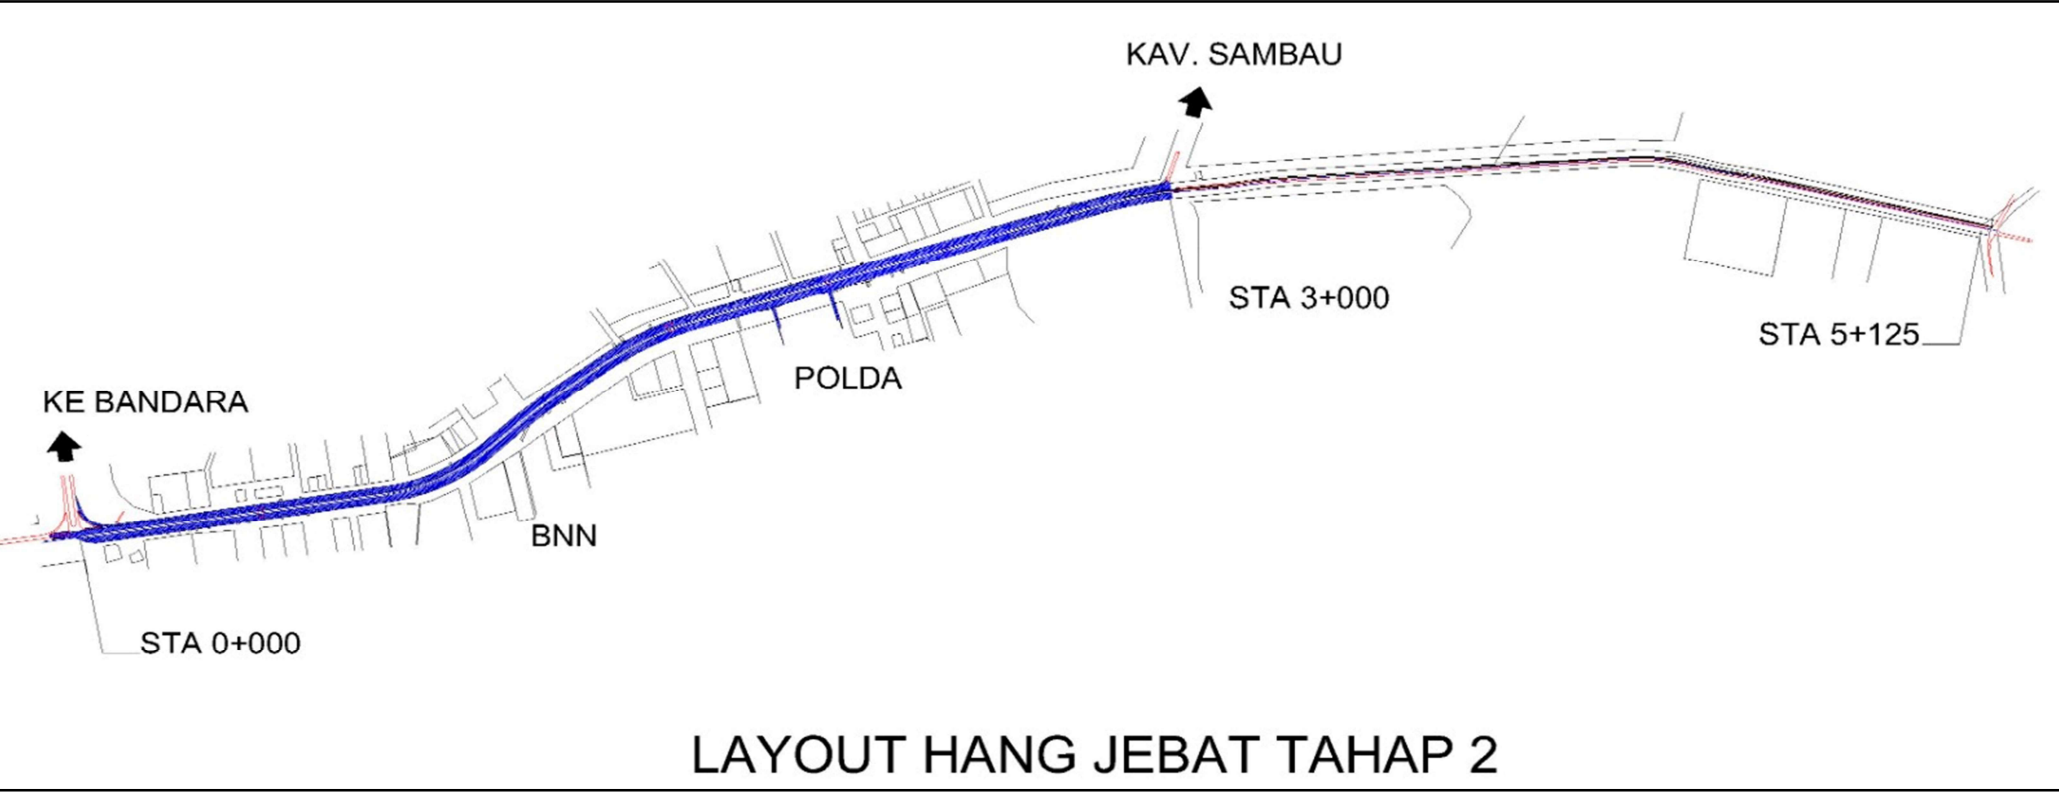 KAV. SAMBAU
STA 3+000
STA 5+125
POLDA
KE BANDARA
BNN
STA 0+000
LAYOUT HANG JEBAT TAHAP 2